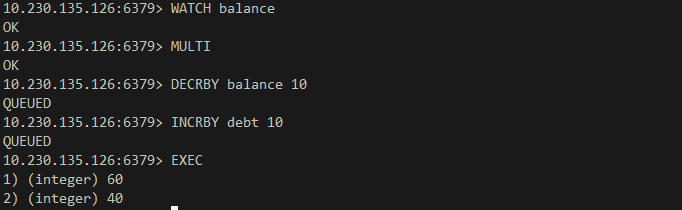 10.230.135.126:6379> WATCH balance
OK
10.230.135.126:6379> MULTI
OK
10.230.135.126:6379> DECRBY balance 10
QUEUED
10.230.135.126:6379> INCRBY debt 10
QUEUED
10.230.135.126:6379> EXEC
1) (integer) 60
2) (integer) 40